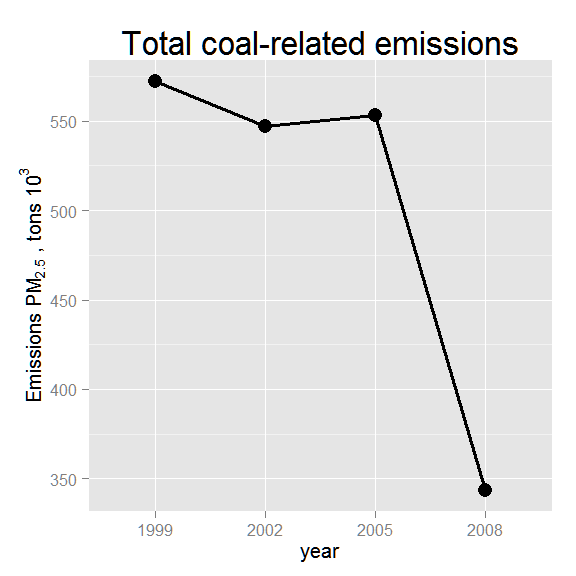 Total coal-related emissions
Emissions PM2.5 , tons 10^3
550
500
450
400
350
1999 2002 2005 2008
year